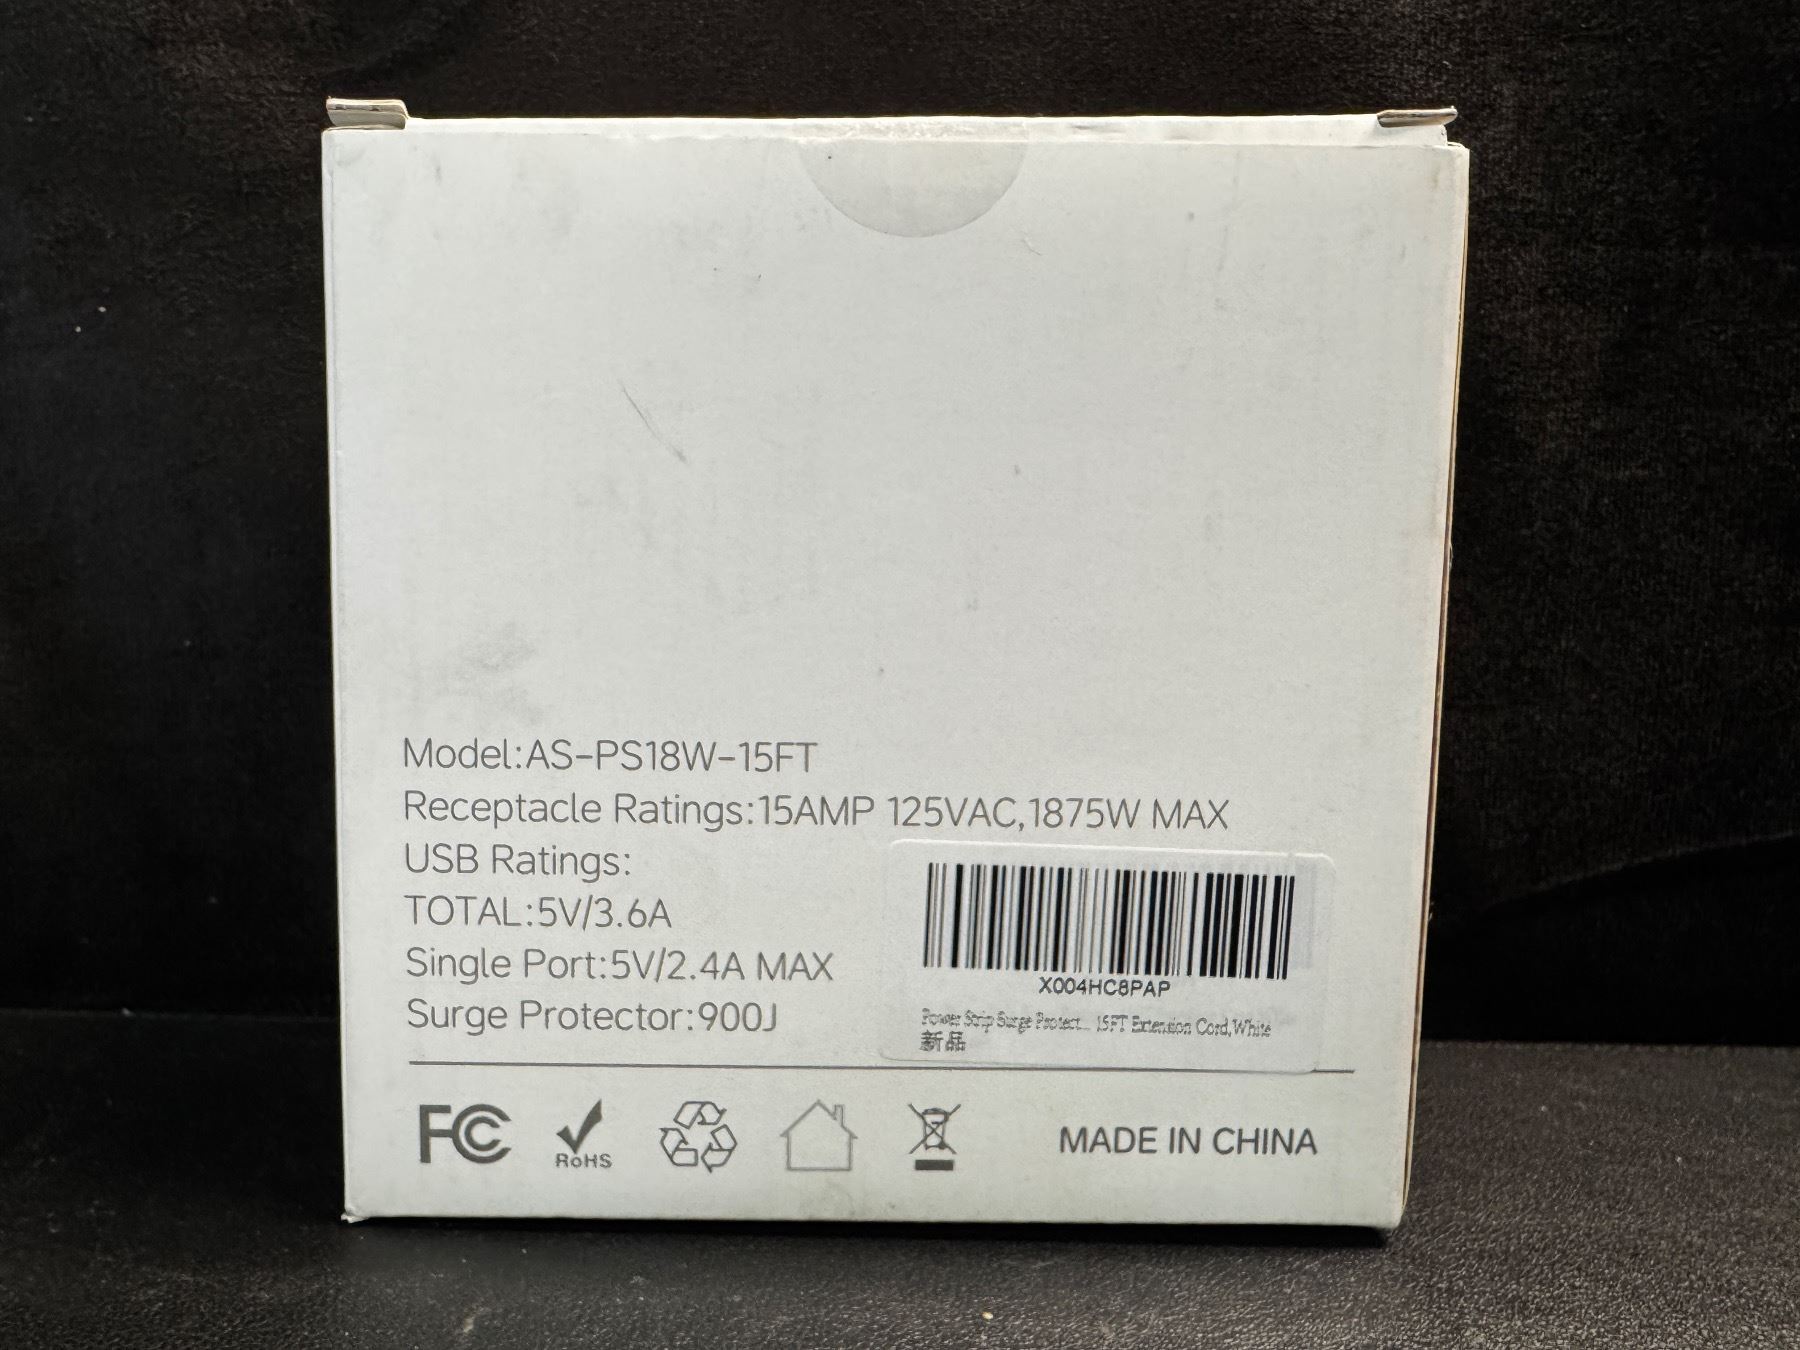 Model:AS-PS18W-15FT
Receptacle Ratings:15AMP 125VAC,1875W MAX
USB Ratings:
TOTAL:5V/3.6A
Single Port:5V/2.4A MAX
Surge Protector:900J
X004HC8PAP
Power Strip Surge Protect... 15FT Extension Cord,White
新品
FC
RoHS
MADE IN CHINA